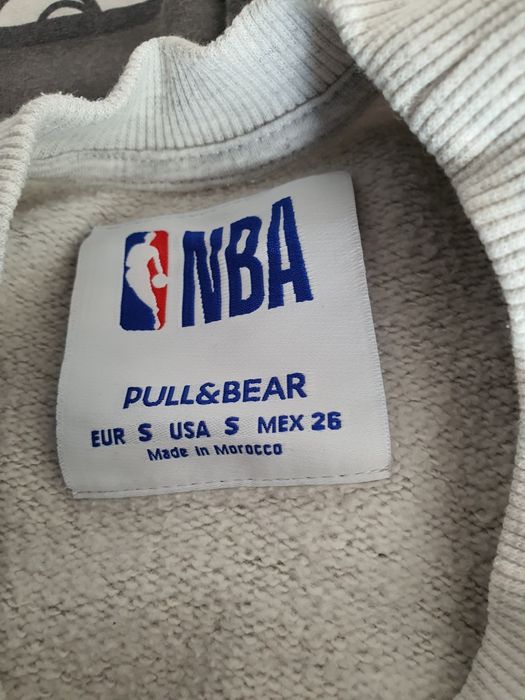 NBA
PULL&BEAR
EUR S USA S MEX 26
Made in Morocco